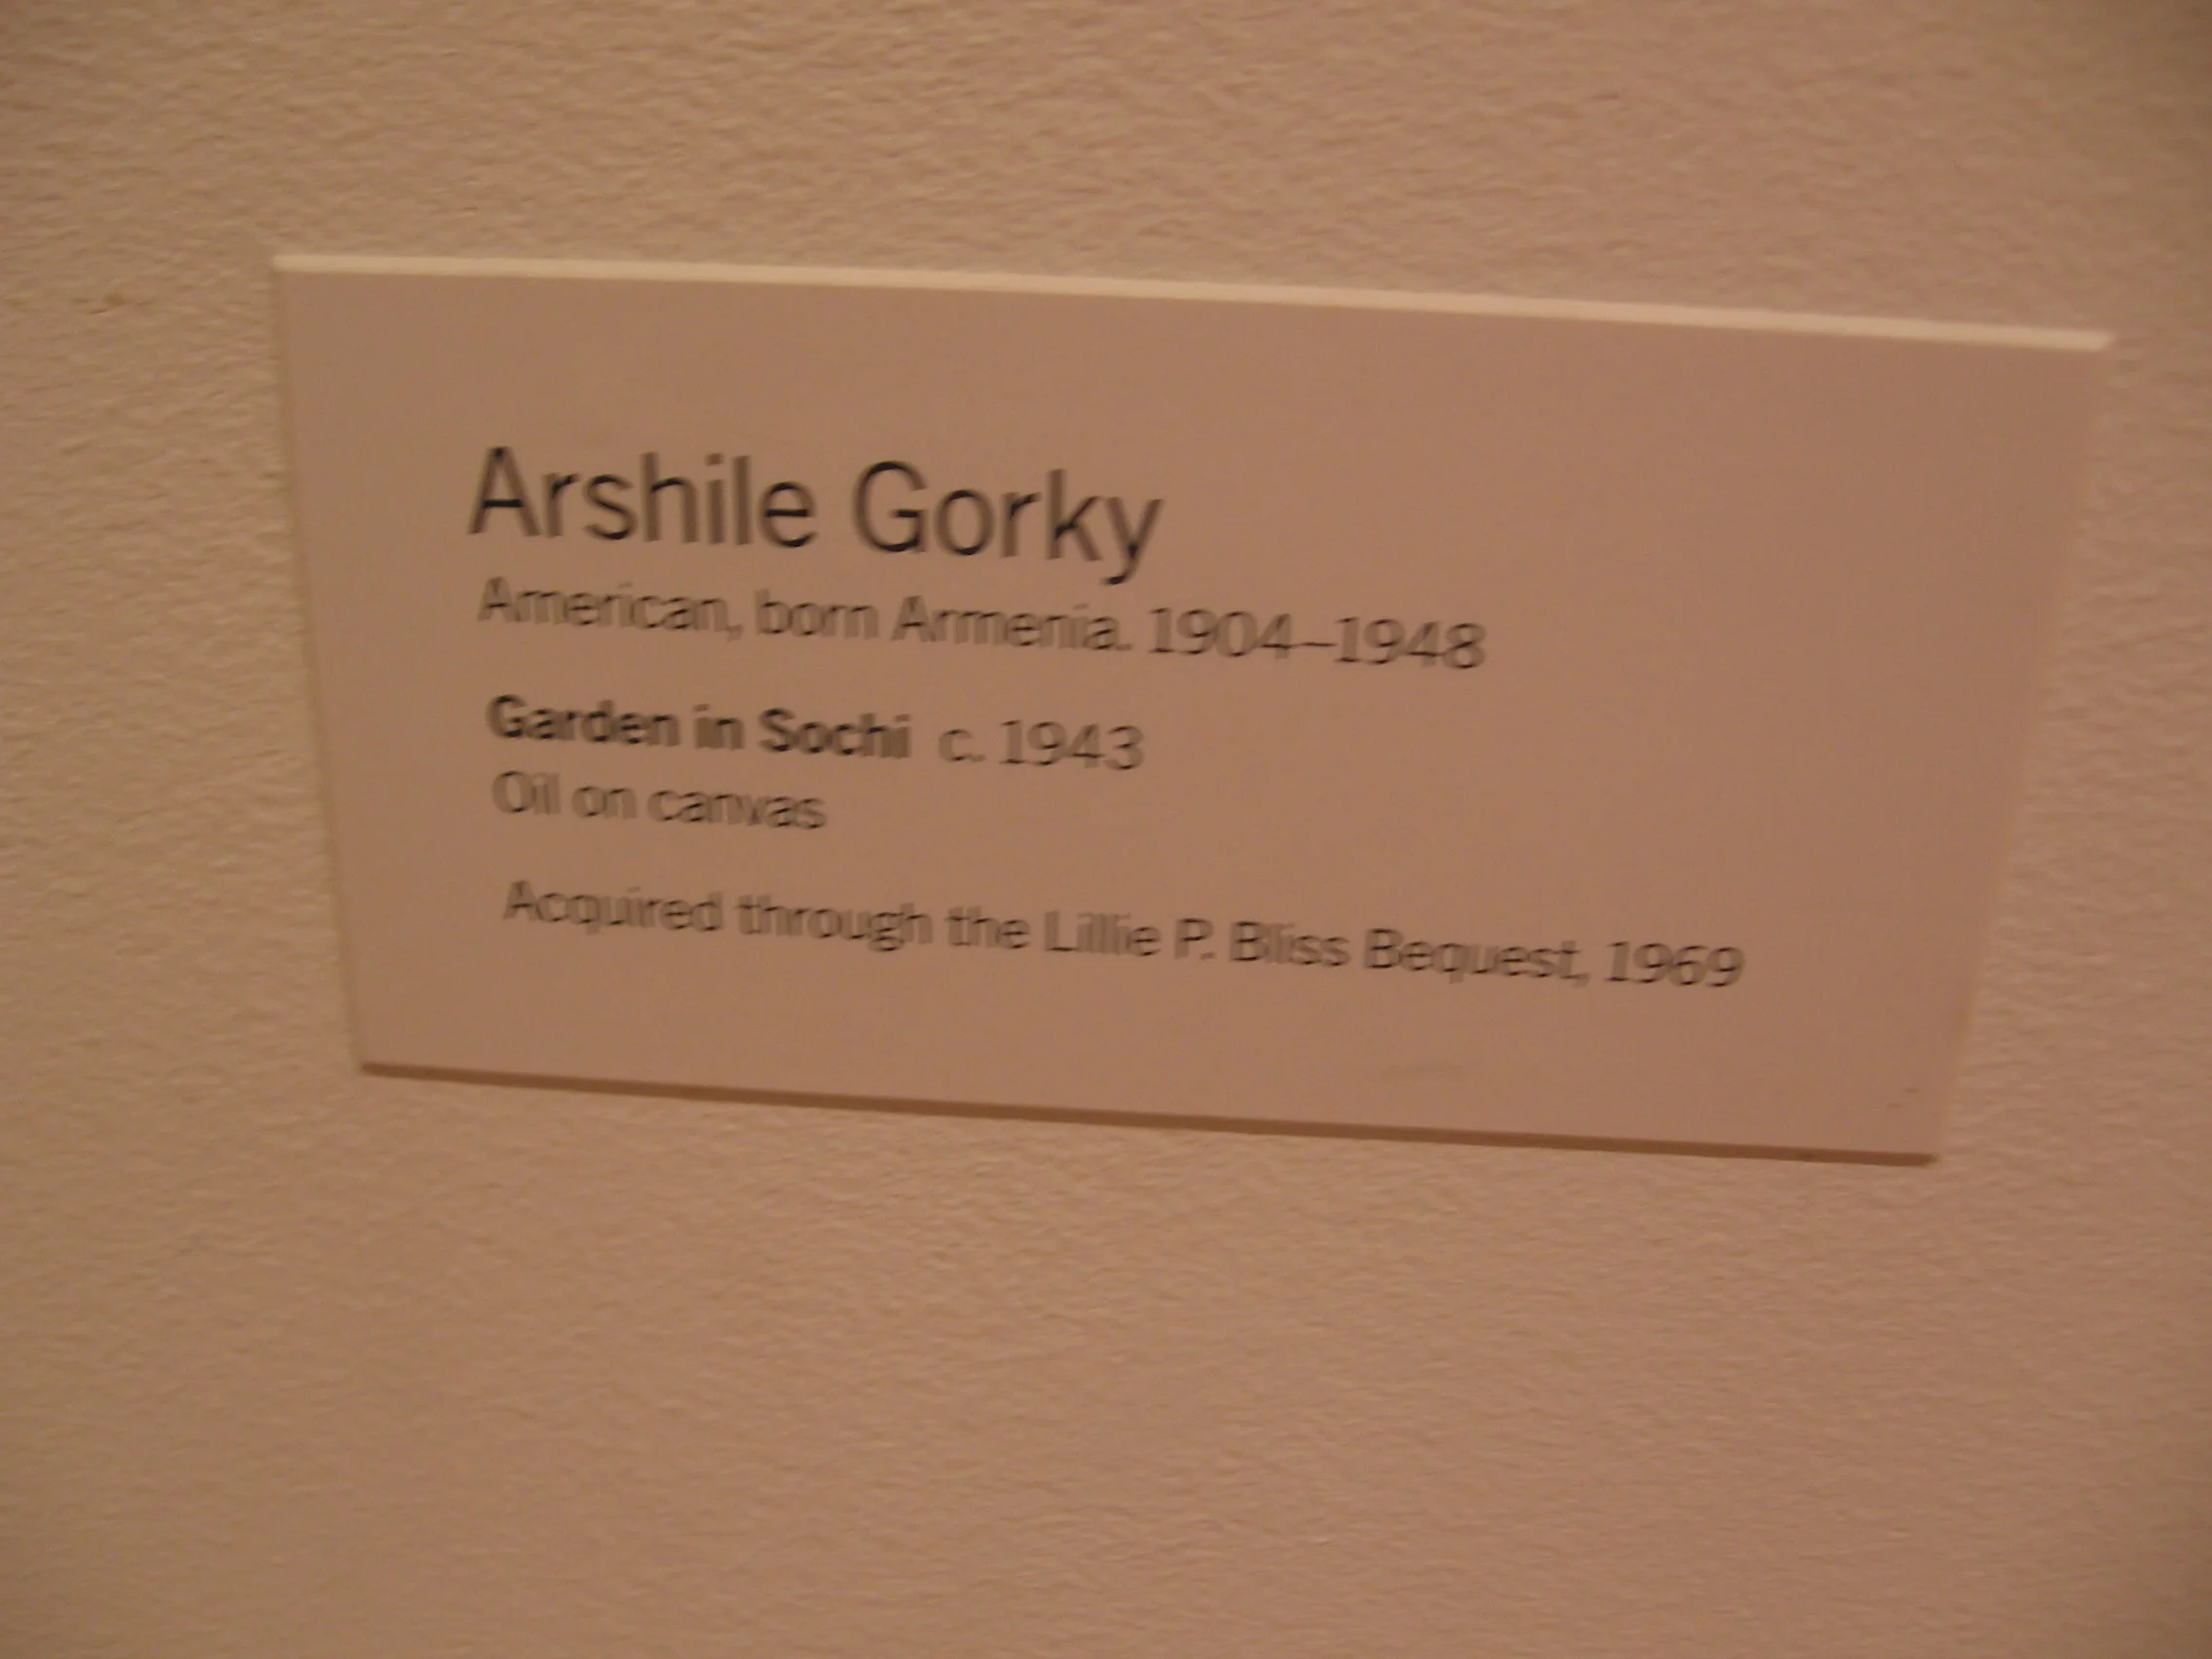 Arshile Gorky
American, born Armenia. 1904–1948
Garden in Sochi c. 1943
Oil on canvas
Acquired through the Lillie P. Bliss Bequest, 1969